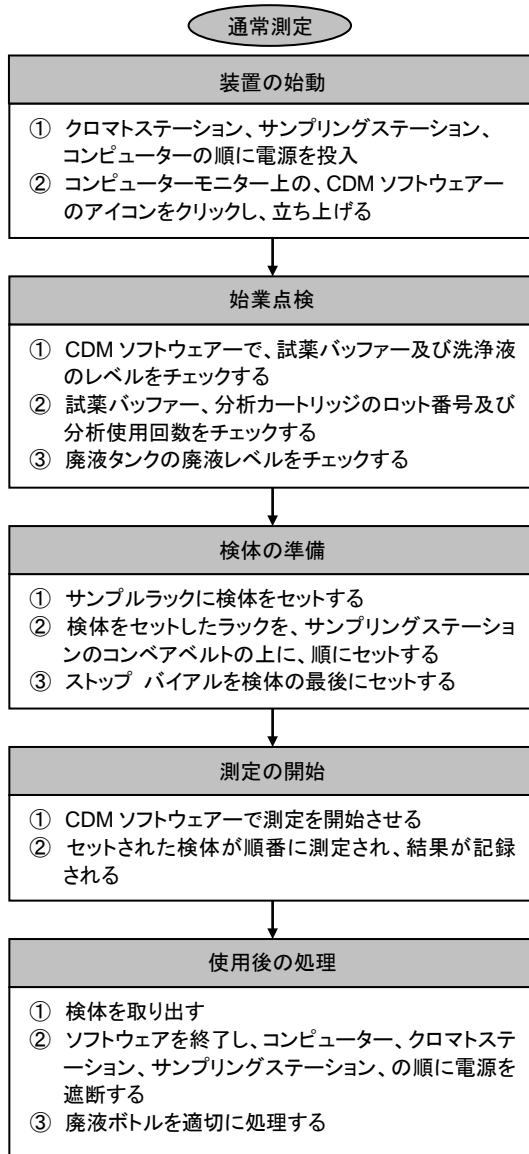 通常測定
装置の始動
① クロマトステーション、サンプリングステーション、
コンピューターの順に電源を投入
② コンピューターモニター上の、CDM ソフトウェアー
のアイコンをクリックし、立ち上げる
始業点検
① CDM ソフトウェアーで、試薬バッファー及び洗浄液
のレベルをチェックする
② 試薬バッファー、分析カートリッジのロット番号及び
分析使用回数をチェックする
③ 廃液タンクの廃液レベルをチェックする
検体の準備
① サンプルラックに検体をセットする
② 検体をセットしたラックを、サンプリングステーショ
ンのコンベアベルトの上に、順にセットする
③ ストップ バイアルを検体の最後にセットする
測定の開始
① CDM ソフトウェアーで測定を開始させる
② セットされた検体が順番に測定され、結果が記録
される
使用後の処理
① 検体を取り出す
② ソフトウェアを終了し、コンピューター、クロマトステ
ーション、サンプリングステーション、の順に電源を
遮断する
③ 廃液ボトルを適切に処理する